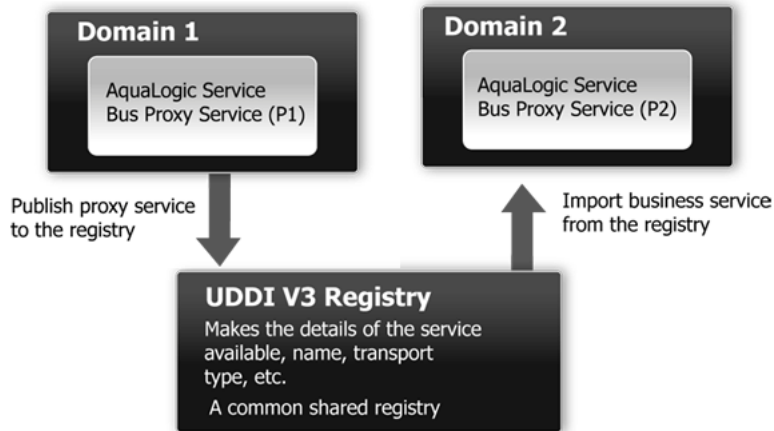 Domain 1
AquaLogic Service
Bus Proxy Service (P1)
Domain 2
AquaLogic Service
Bus Proxy Service (P2)
Publish proxy service
to the registry
Import business service
from the registry
UDDI V3 Registry
Makes the details of the service
available, name, transport
type, etc.
A common shared registry